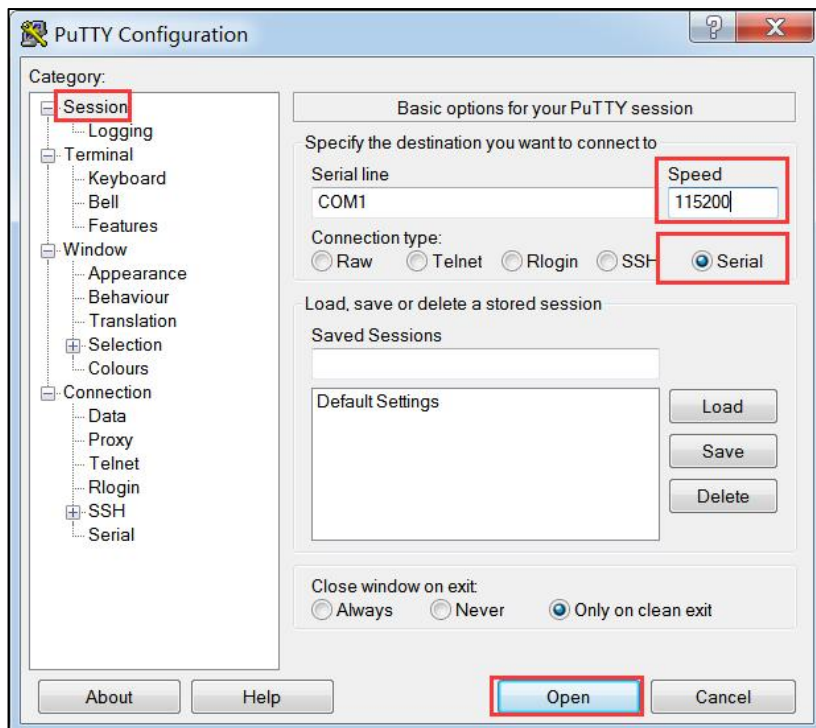 PuTTY Configuration
Category:
Session
Logging
Terminal
Keyboard
Bell
Features
Window
Appearance
Behaviour
Translation
Selection
Colours
Connection
Data
Proxy
Telnet
Rlogin
SSH
Serial
Basic options for your PuTTY session
Specify the destination you want to connect to
Serial line Speed
COM1 115200
Connection type:
Raw Telnet Rlogin SSH Serial
Load, save or delete a stored session
Saved Sessions
Default Settings
Load
Save
Delete
Close window on exit:
Always Never Only on clean exit
About Help Open Cancel